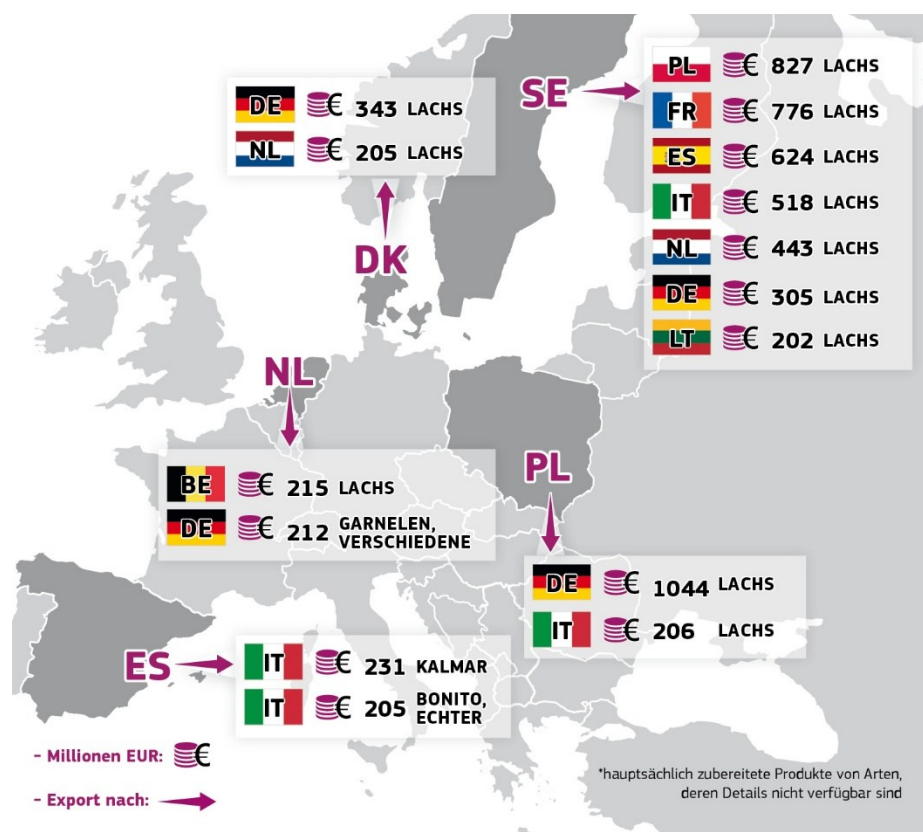 SE
PL € 827 LACHS
FR € 776 LACHS
ES € 624 LACHS
IT € 518 LACHS
NL € 443 LACHS
DE € 305 LACHS
LT € 202 LACHS
DE € 343 LACHS
NL € 205 LACHS
DK
NL
BE € 215 LACHS
DE € 212 GARNELEN,
VERSCHIEDENE
PL
DE € 1044 LACHS
IT € 206 LACHS
ES
IT € 231 KALMAR
IT € 205 BONITO,
ECHTER
- Millionen EUR: €
- Export nach:
*hauptsächlich zubereitete Produkte von Arten,
deren Details nicht verfügbar sind